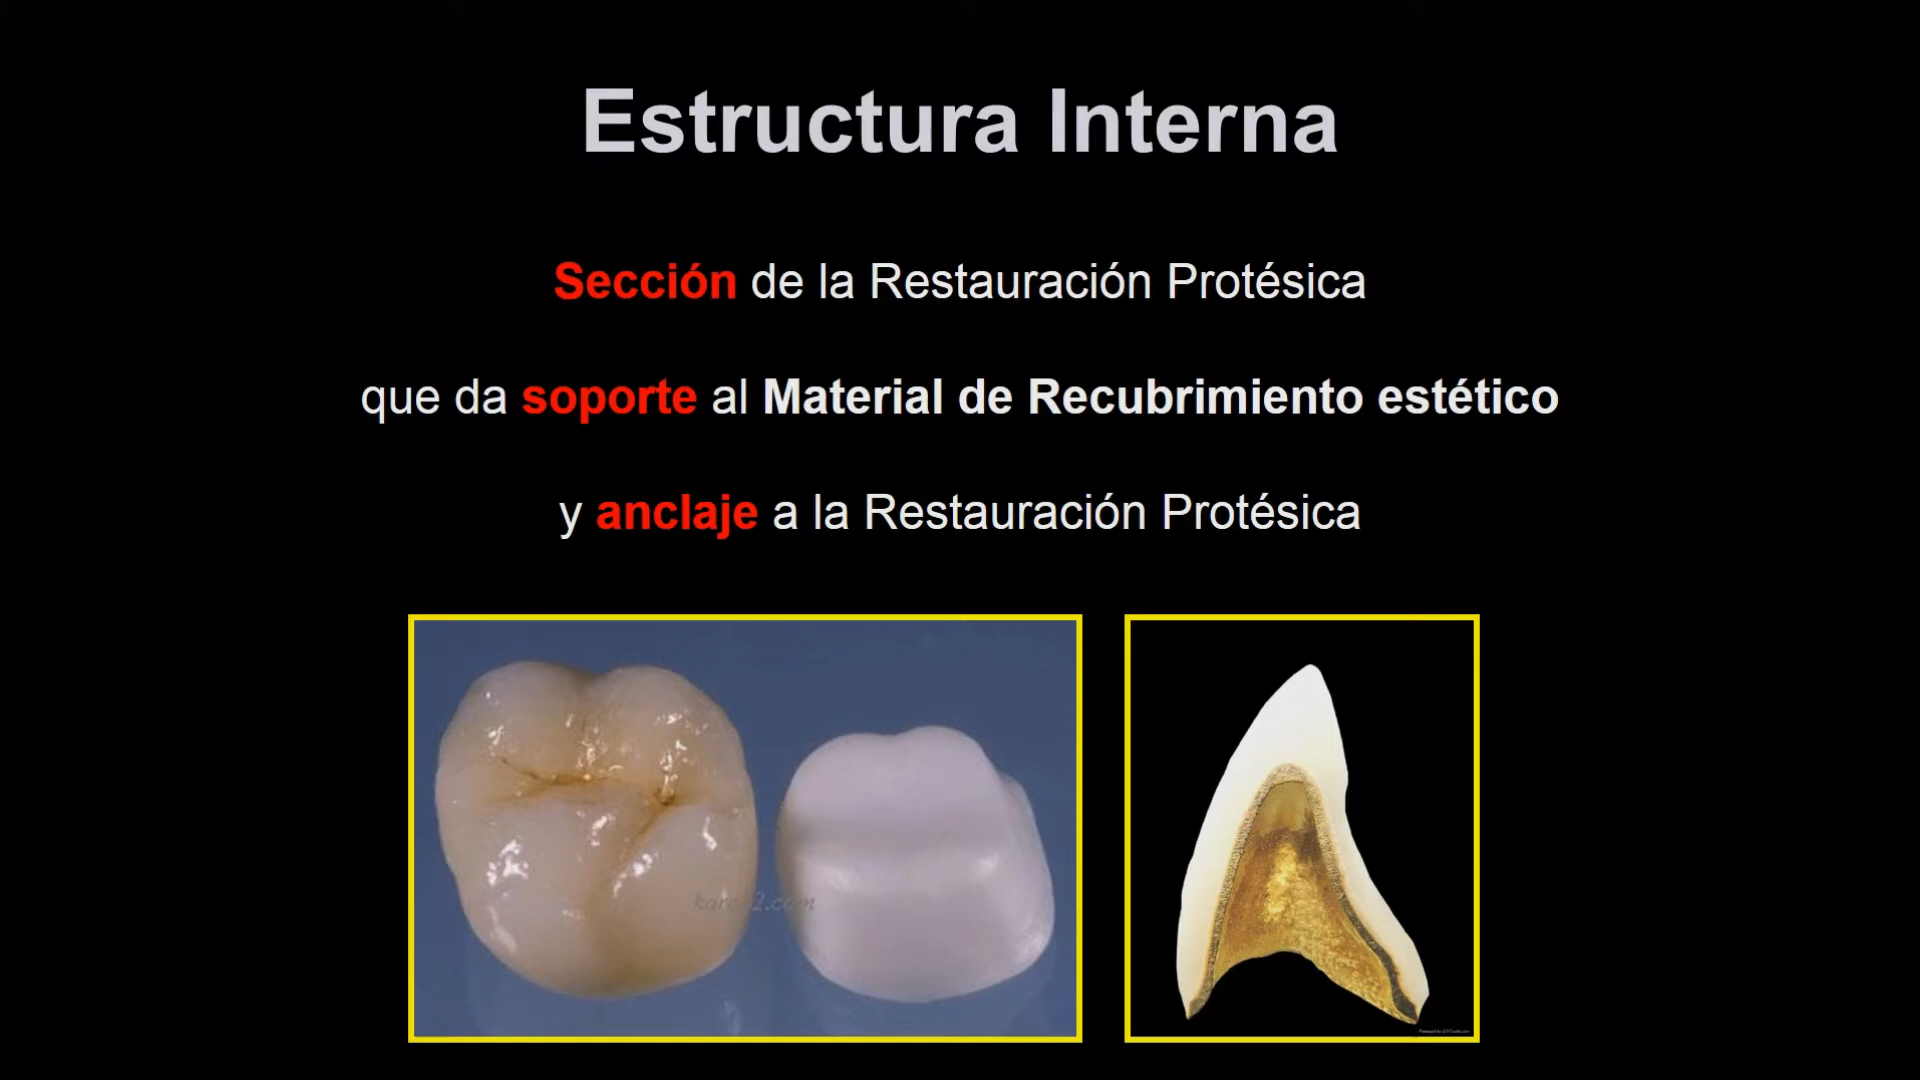 Estructura Interna
Sección de la Restauración Protésica
que da soporte al Material de Recubrimiento estético
y anclaje a la Restauración Protésica